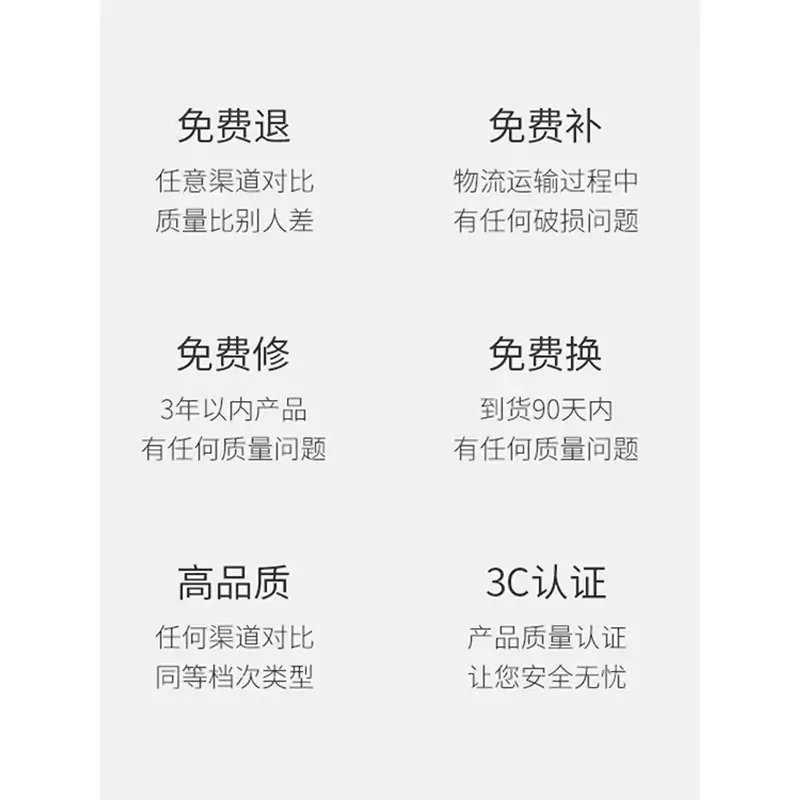 免费退
任意渠道对比
质量比别人差
免费补
物流运输过程中
有任何破损问题
免费修
3年以内产品
有任何质量问题
免费换
到货90天内
有任何质量问题
高品质
任何渠道对比
同等档次类型
3C认证
产品质量认证
让您安全无忧